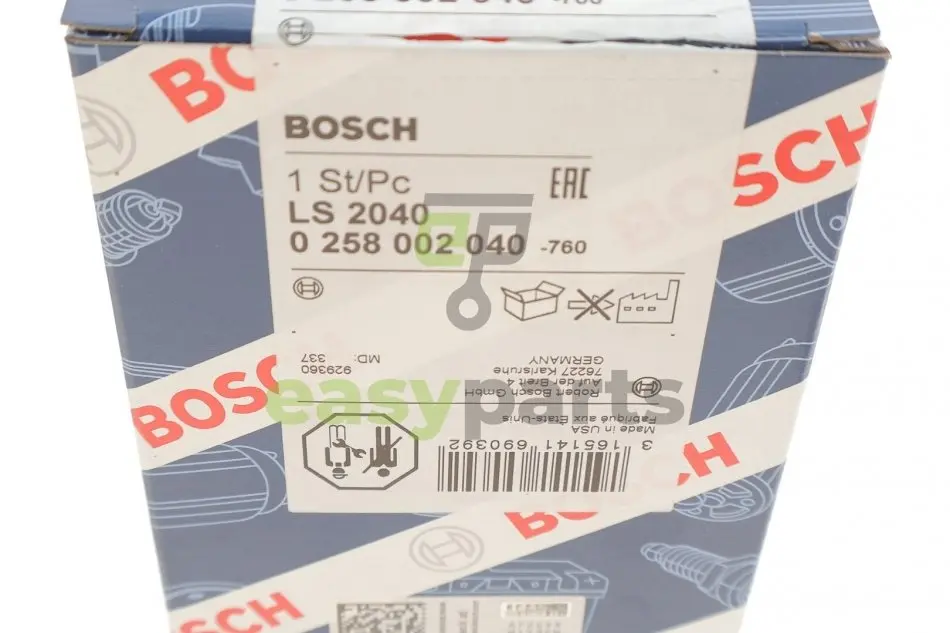 -760
BOSCH
BOSCH
BOSCH
1 St/Pc
EAC
LS 2040
0 258 002 040 -760
929360
MD: 337
Robert Bosch GmbH
Auf der Breit 4
76227 Karlsruhe
GERMANY
Made in USA
Fabriqué aux États-Unis
3 165141 690392
easyparts
BOSCH
BOSCH
BOSCH